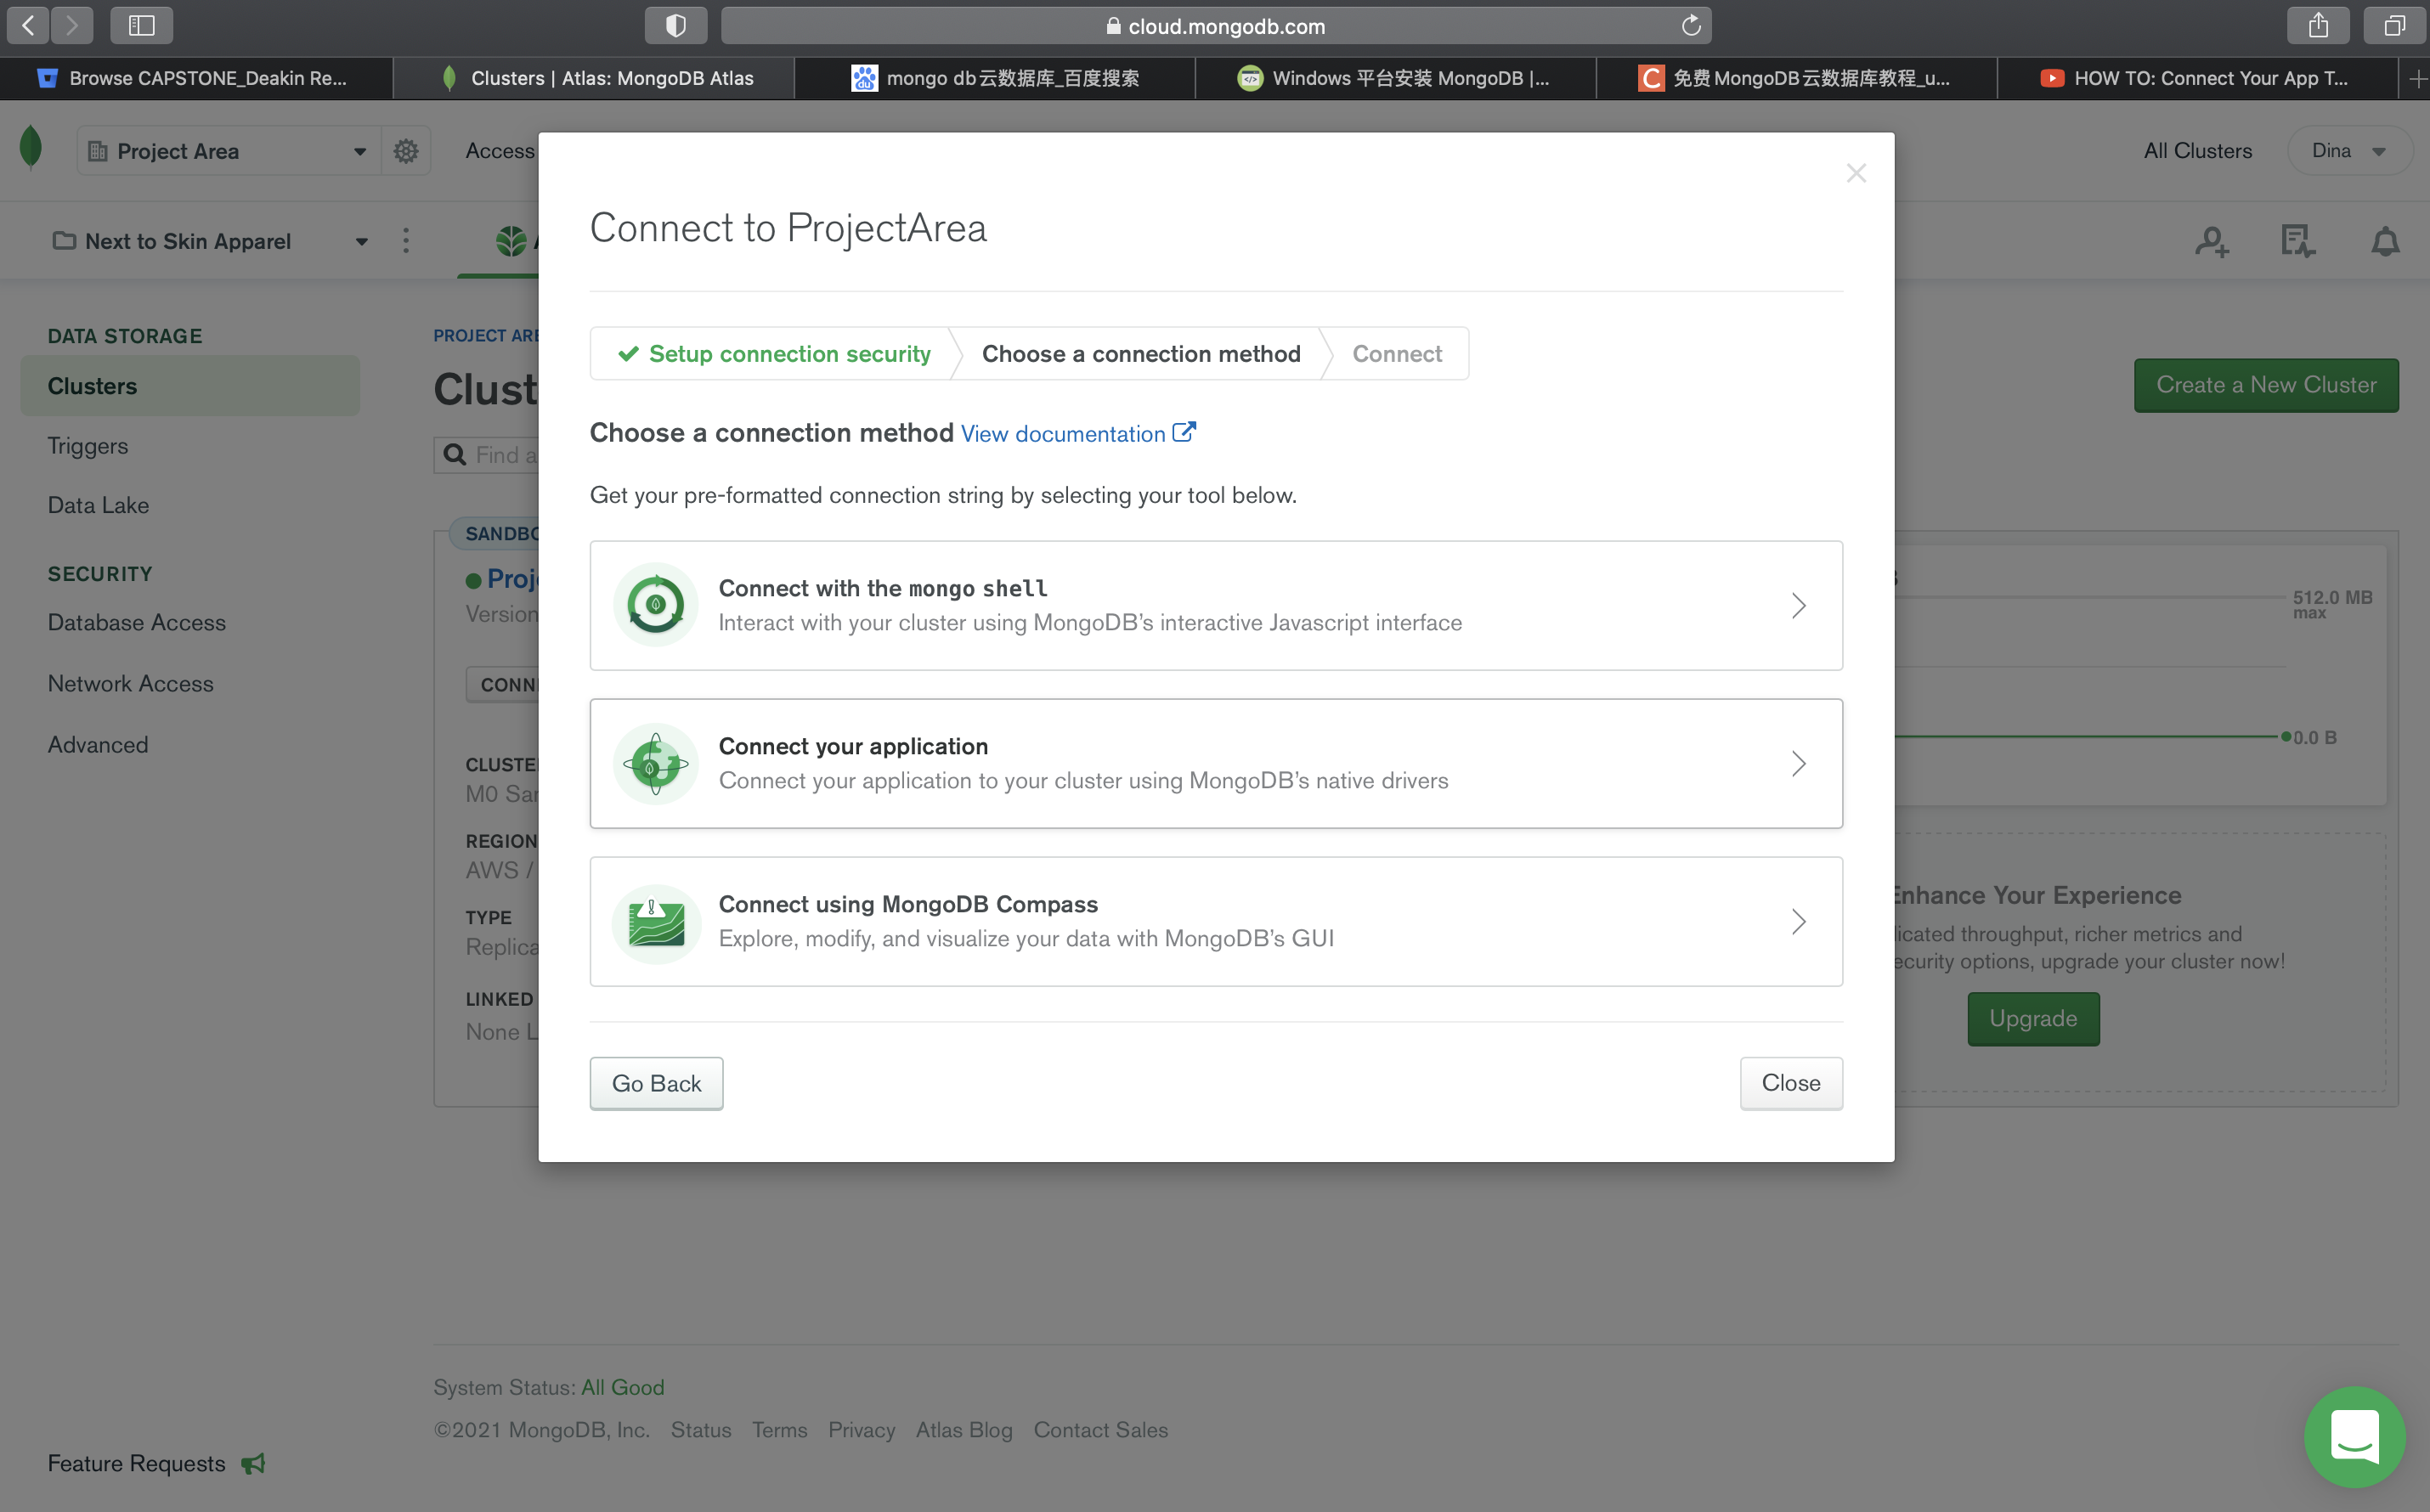 cloud.mongodb.com
Browse CAPSTONE_Deakin Re...
Clusters | Atlas: MongoDB Atlas
mongo db云数据库_百度搜索
Windows 平台安装 MongoDB |...
免费MongoDB云数据库教程_u...
HOW TO: Connect Your App T...
Project Area
Access
All Clusters
Dina
Next to Skin Apparel
A
Connect to ProjectArea
Setup connection security
Choose a connection method
Connect
Choose a connection method View documentation
Get your pre-formatted connection string by selecting your tool below.
Connect with the mongo shell
Interact with your cluster using MongoDB's interactive Javascript interface
Connect your application
Connect your application to your cluster using MongoDB's native drivers
Connect using MongoDB Compass
Explore, modify, and visualize your data with MongoDB's GUI
Go Back
Close
DATA STORAGE
Clusters
Triggers
Data Lake
SECURITY
Database Access
Network Access
Advanced
PROJECT ARE
Clust
Find a
Create a New Cluster
SANDBO
Proj
Version
CONN
CLUSTE
M0 San
REGION
AWS /
TYPE
Replica
LINKED
None L
512.0 MB
max
0.0 B
Enhance Your Experience
licated throughput, richer metrics and
ecurity options, upgrade your cluster now!
Upgrade
System Status: All Good
©2021 MongoDB, Inc. Status Terms Privacy Atlas Blog Contact Sales
Feature Requests